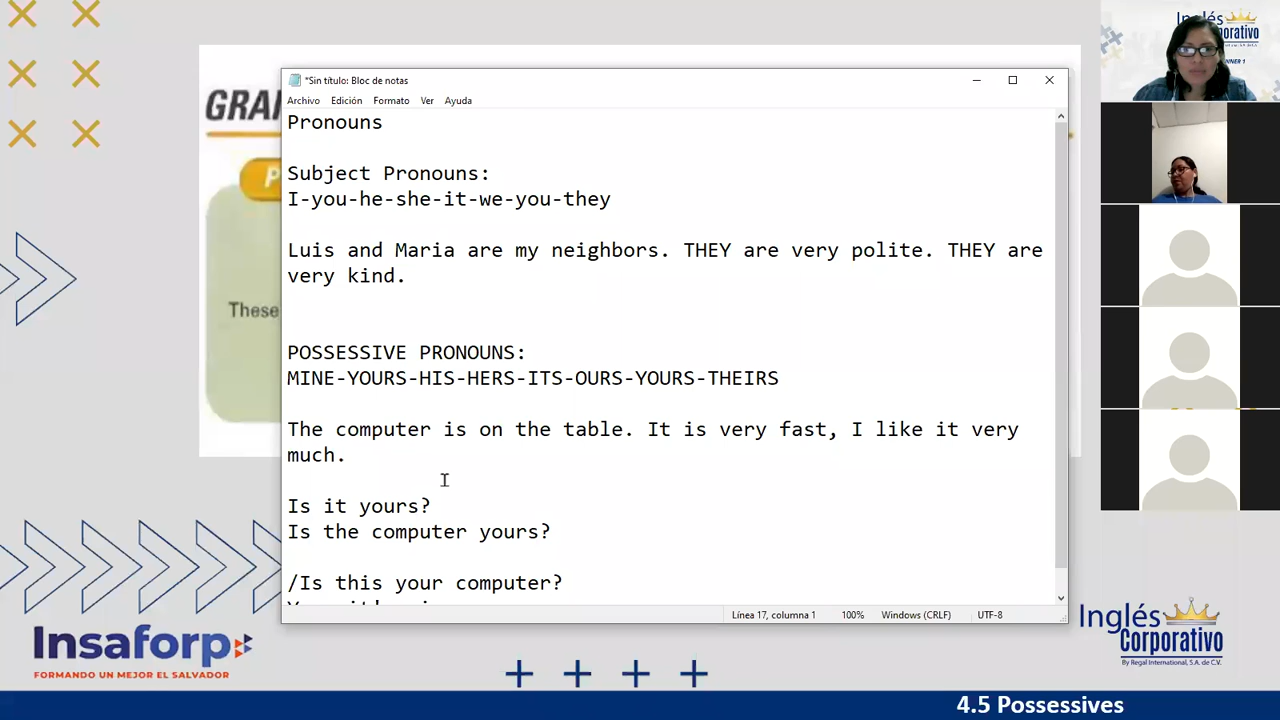 Inglés
orativo
NNER 1
GRA
P
These
*Sin título: Bloc de notas
Archivo Edición Formato Ver Ayuda
Pronouns
Subject Pronouns:
I-you-he-she-it-we-you-they
Luis and Maria are my neighbors. THEY are very polite. THEY are
very kind.
POSSESSIVE PRONOUNS:
MINE-YOURS-HIS-HERS-ITS-OURS-YOURS-THEIRS
The computer is on the table. It is very fast, I like it very
much.
Is it yours?
Is the computer yours?
/Is this your computer?
Línea 17, columna 1 100% Windows (CRLF) UTF-8
Insaforp
FORMANDO UN MEJOR EL SALVADOR
Inglés
Corporativo
By Regal International, S.A. de C.V.
4.5 Possessives